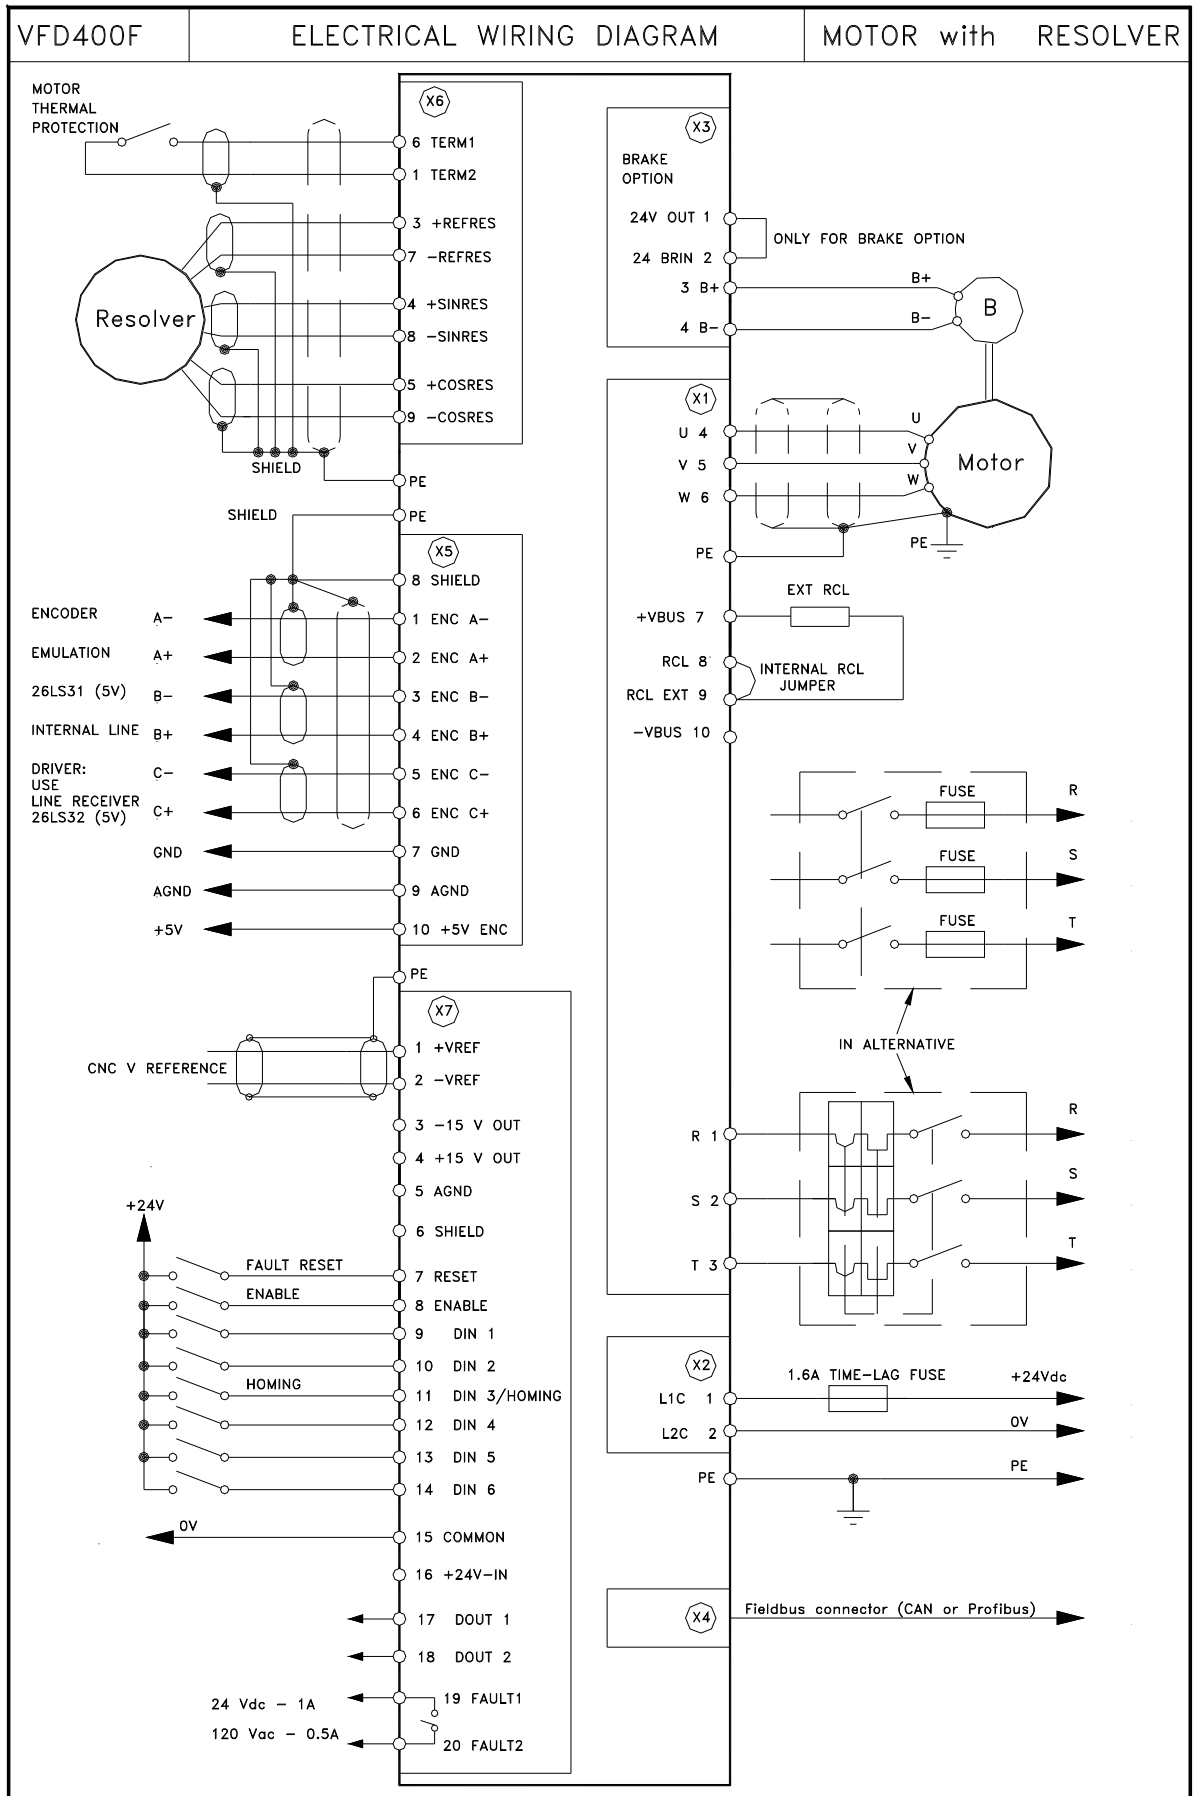 VFD400F
ELECTRICAL WIRING DIAGRAM
MOTOR with RESOLVER
MOTOR
THERMAL
PROTECTION
X6
6 TERM1
1 TERM2
3 +REFRES
7 -REFRES
Resolver
4 +SINRES
8 -SINRES
5 +COSRES
9 -COSRES
SHIELD
PE
SHIELD
PE
X5
8 SHIELD
ENCODER
A-
1 ENC A-
EMULATION
A+
2 ENC A+
26LS31 (5V)
B-
3 ENC B-
INTERNAL LINE
B+
4 ENC B+
DRIVER:
USE
LINE RECEIVER
26LS32 (5V)
C-
5 ENC C-
C+
6 ENC C+
GND
7 GND
AGND
9 AGND
+5V
10 +5V ENC
PE
X7
CNC V REFERENCE
1 +VREF
2 -VREF
3 -15 V OUT
4 +15 V OUT
5 AGND
6 SHIELD
+24V
FAULT RESET
7 RESET
ENABLE
8 ENABLE
9 DIN 1
10 DIN 2
HOMING
11 DIN 3/HOMING
12 DIN 4
13 DIN 5
14 DIN 6
0V
15 COMMON
16 +24V-IN
17 DOUT 1
18 DOUT 2
24 Vdc - 1A
19 FAULT1
120 Vac - 0.5A
20 FAULT2
X3
BRAKE
OPTION
24V OUT 1
ONLY FOR BRAKE OPTION
24 BRIN 2
3 B+
B+
B
4 B-
B-
X1
U 4
U
V 5
V
Motor
W 6
W
PE
PE
EXT RCL
+VBUS 7
RCL 8
INTERNAL RCL
JUMPER
RCL EXT 9
-VBUS 10
FUSE
R
FUSE
S
FUSE
T
IN ALTERNATIVE
R 1
R
S 2
S
T 3
T
X2
1.6A TIME-LAG FUSE
+24Vdc
L1C 1
L2C 2
0V
PE
PE
X4
Fieldbus connector (CAN or Profibus)